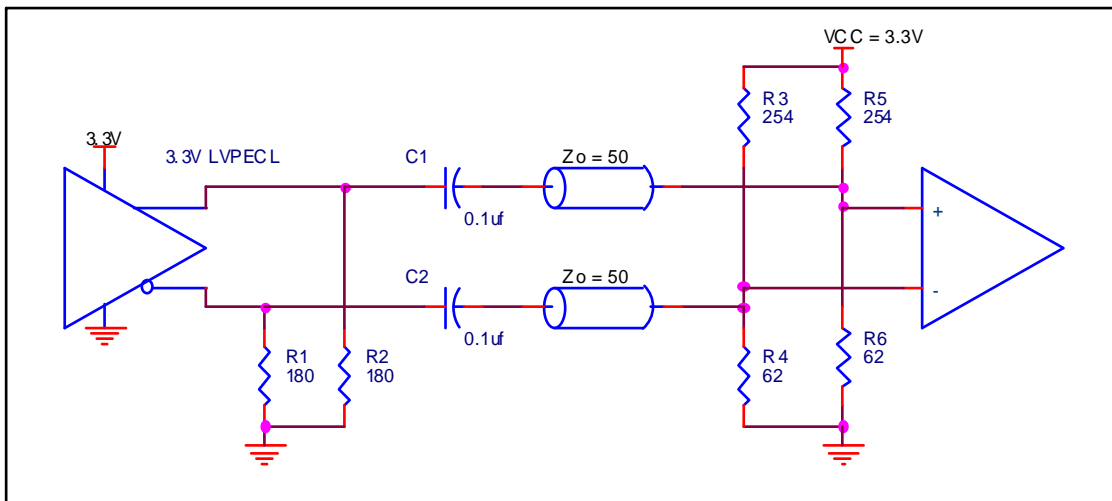 VCC = 3.3V
R3
254
R5
254
3.3V
3.3V LVPECL
C1
Zo = 50
0.1uf
+
C2
Zo = 50
-
0.1uf
R1
180
R2
180
R4
62
R6
62